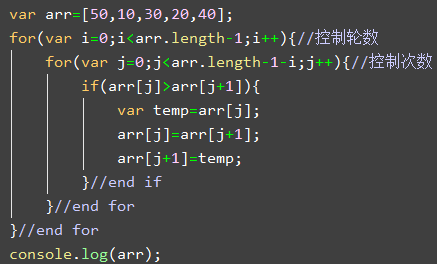 var arr=[50,10,30,20,40];
for(var i=0;i<arr.length-1;i++){//控制轮数
    for(var j=0;j<arr.length-1-i;j++){//控制次数
        if(arr[j]>arr[j+1]){
            var temp=arr[j];
            arr[j]=arr[j+1];
            arr[j+1]=temp;
        }//end if
    }//end for
}//end for
console.log(arr);